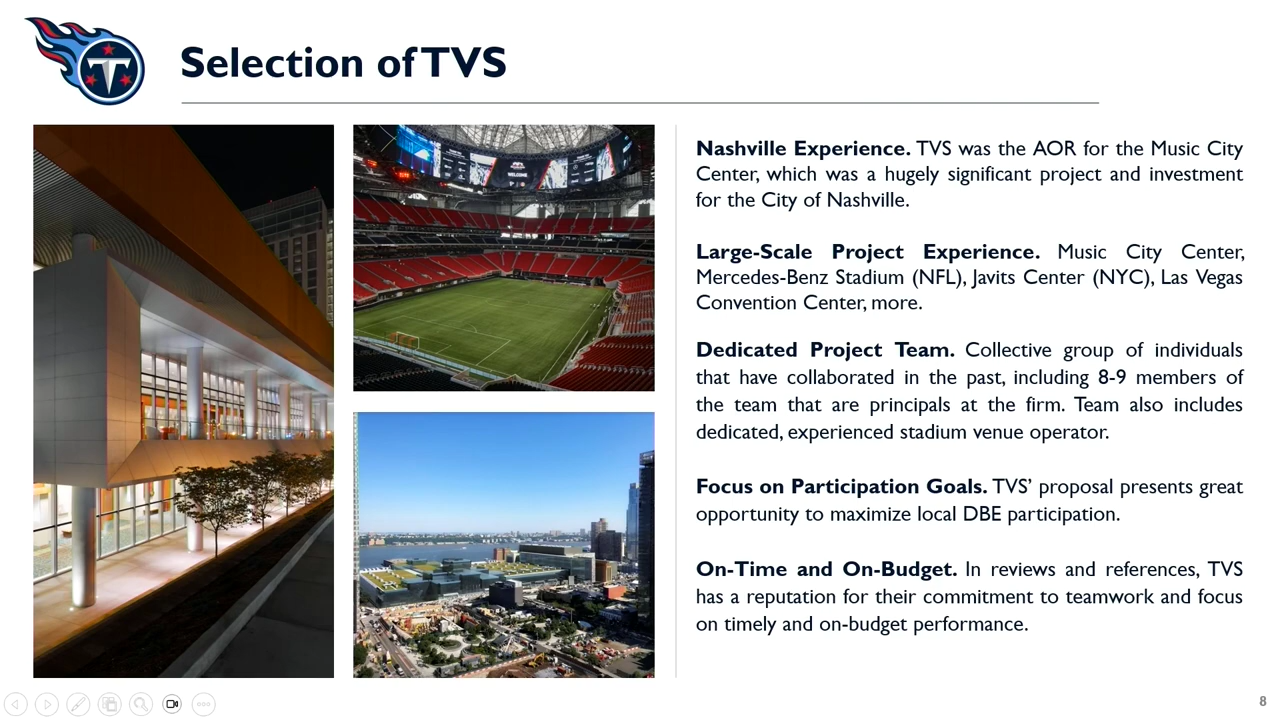 Selection of TVS
WELCOME
Nashville Experience. TVS was the AOR for the Music City
Center, which was a hugely significant project and investment
for the City of Nashville.
Large-Scale Project Experience. Music City Center,
Mercedes-Benz Stadium (NFL), Javits Center (NYC), Las Vegas
Convention Center, more.
Dedicated Project Team. Collective group of individuals
that have collaborated in the past, including 8-9 members of
the team that are principals at the firm. Team also includes
dedicated, experienced stadium venue operator.
Focus on Participation Goals. TVS’ proposal presents great
opportunity to maximize local DBE participation.
On-Time and On-Budget. In reviews and references, TVS
has a reputation for their commitment to teamwork and focus
on timely and on-budget performance.
8